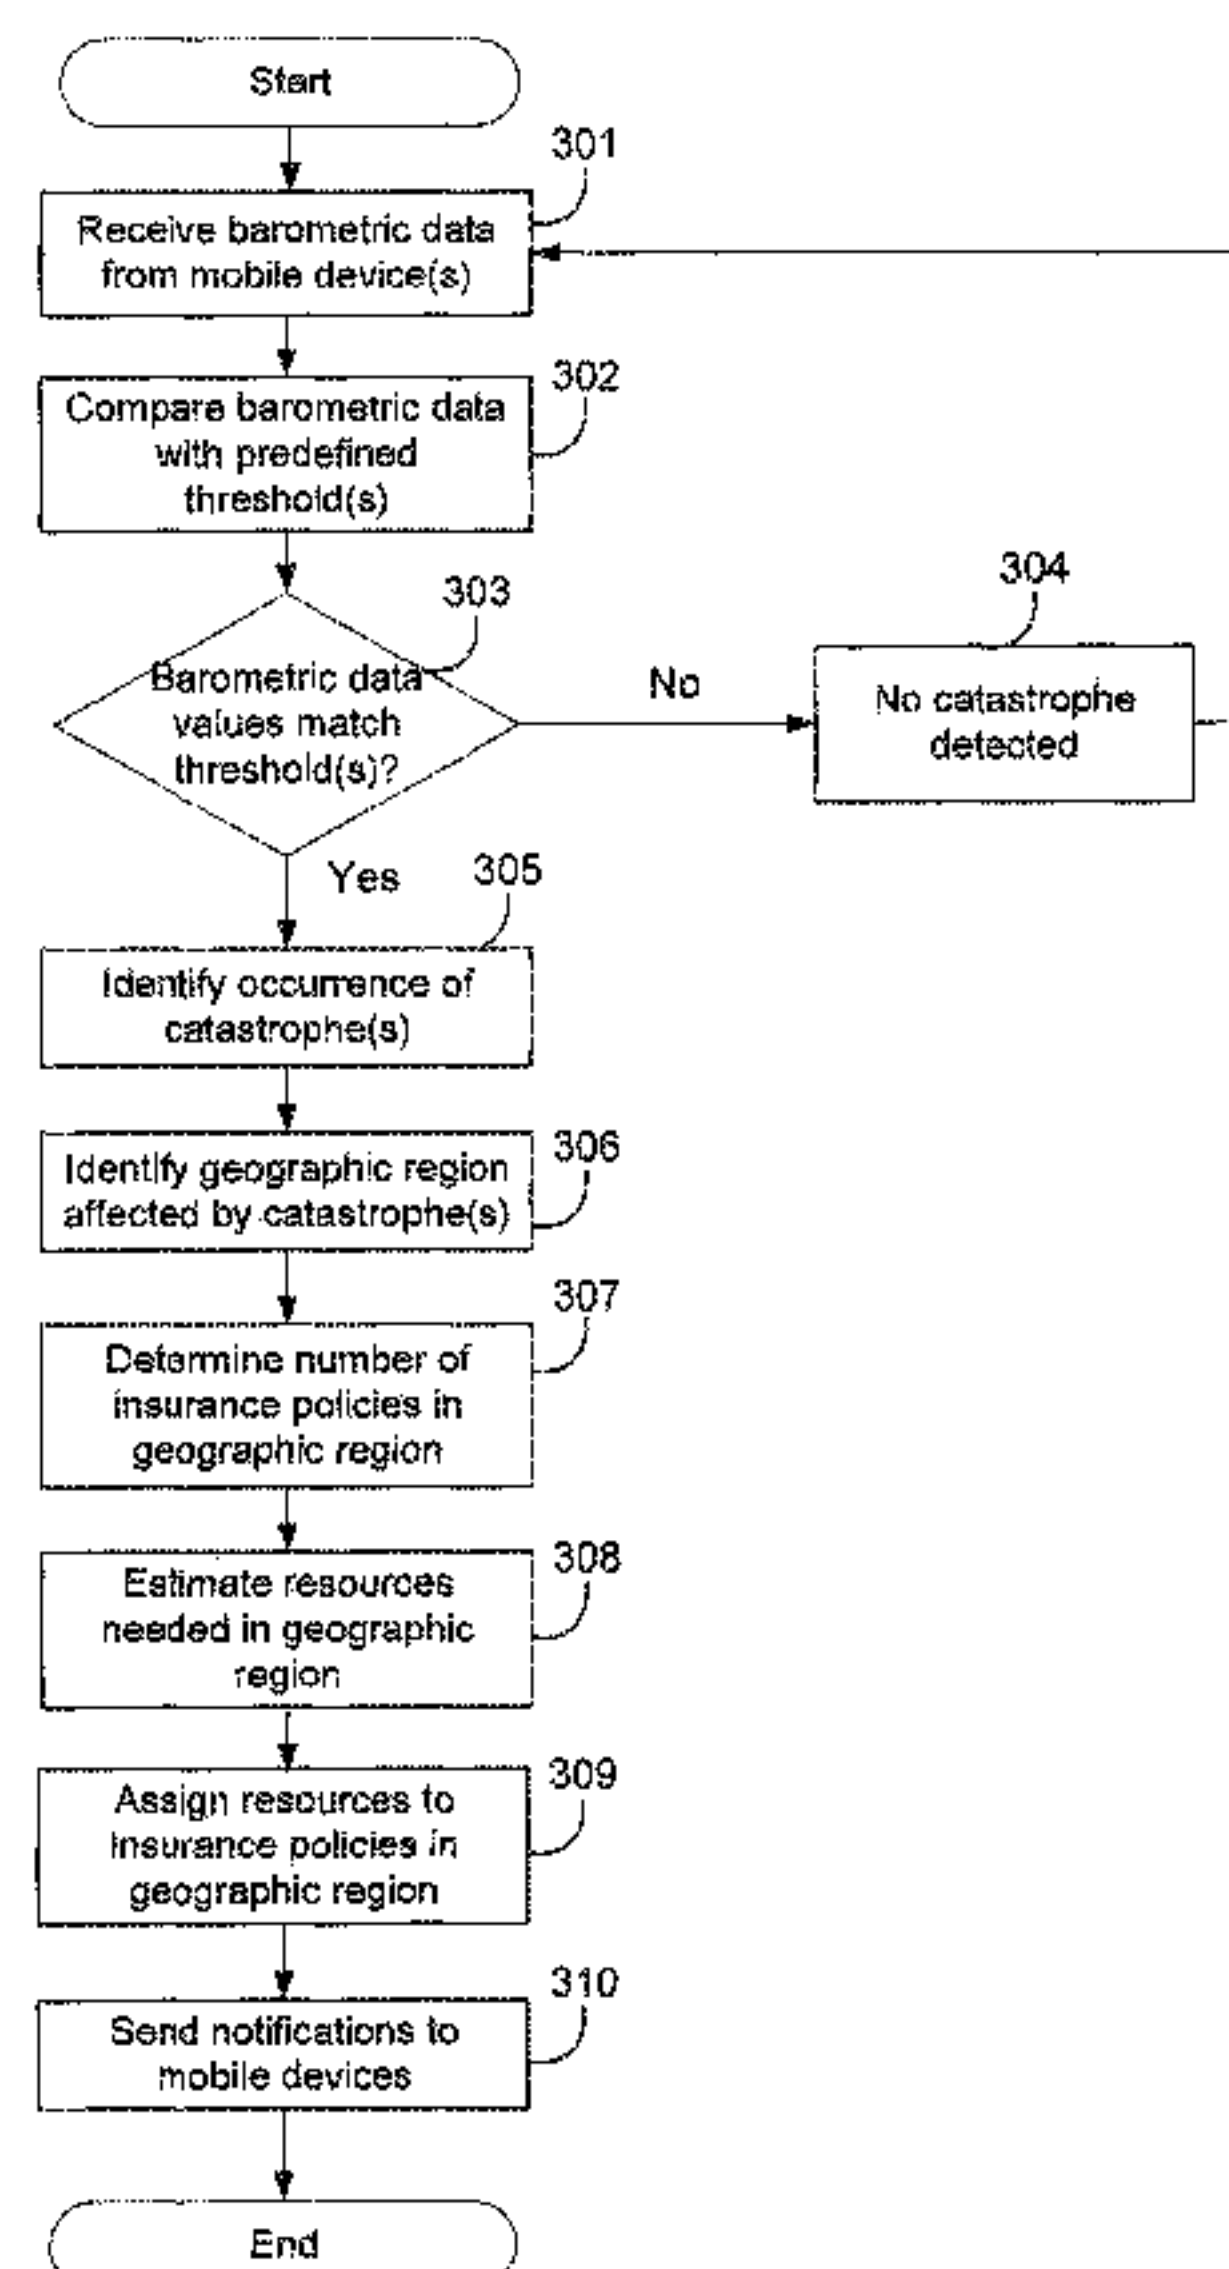 Start
301
Receive barometric data
from mobile device(s)
302
Compare barometric data
with predefined
threshold(s)
303
Barometric data
values match
threshold(s)?
No
304
No catastrophe
detected
Yes
305
Identify occurrence of
catastrophe(s)
306
Identify geographic region
affected by catastrophe(s)
307
Determine number of
insurance policies in
geographic region
308
Estimate resources
needed in geographic
region
309
Assign resources to
insurance policies in
geographic region
310
Send notifications to
mobile devices
End